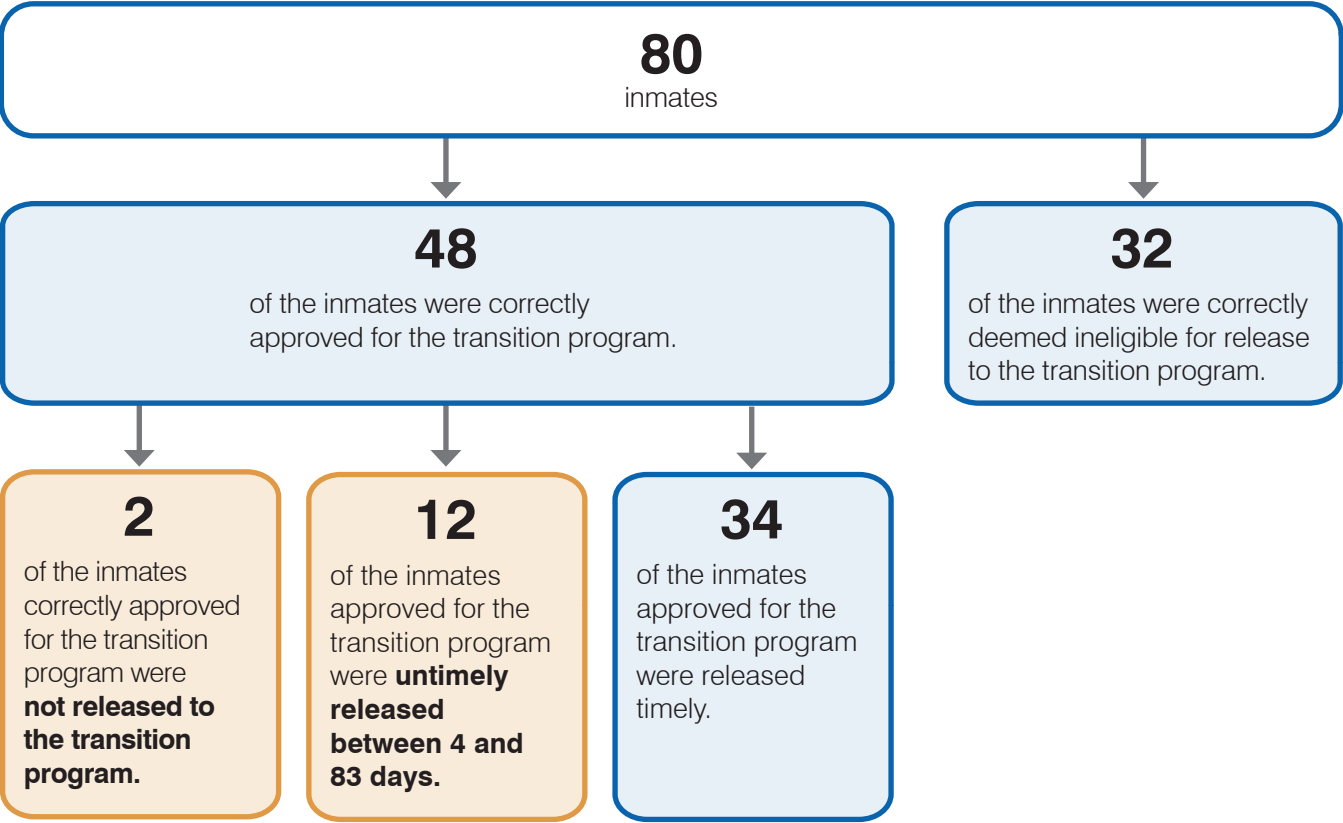 80
inmates
48
of the inmates were correctly
approved for the transition program.
32
of the inmates were correctly
deemed ineligible for release
to the transition program.
2
of the inmates
correctly approved
for the transition
program were
not released to
the transition
program.
12
of the inmates
approved for the
transition program
were untimely
released
between 4 and
83 days.
34
of the inmates
approved for the
transition program
were released
timely.